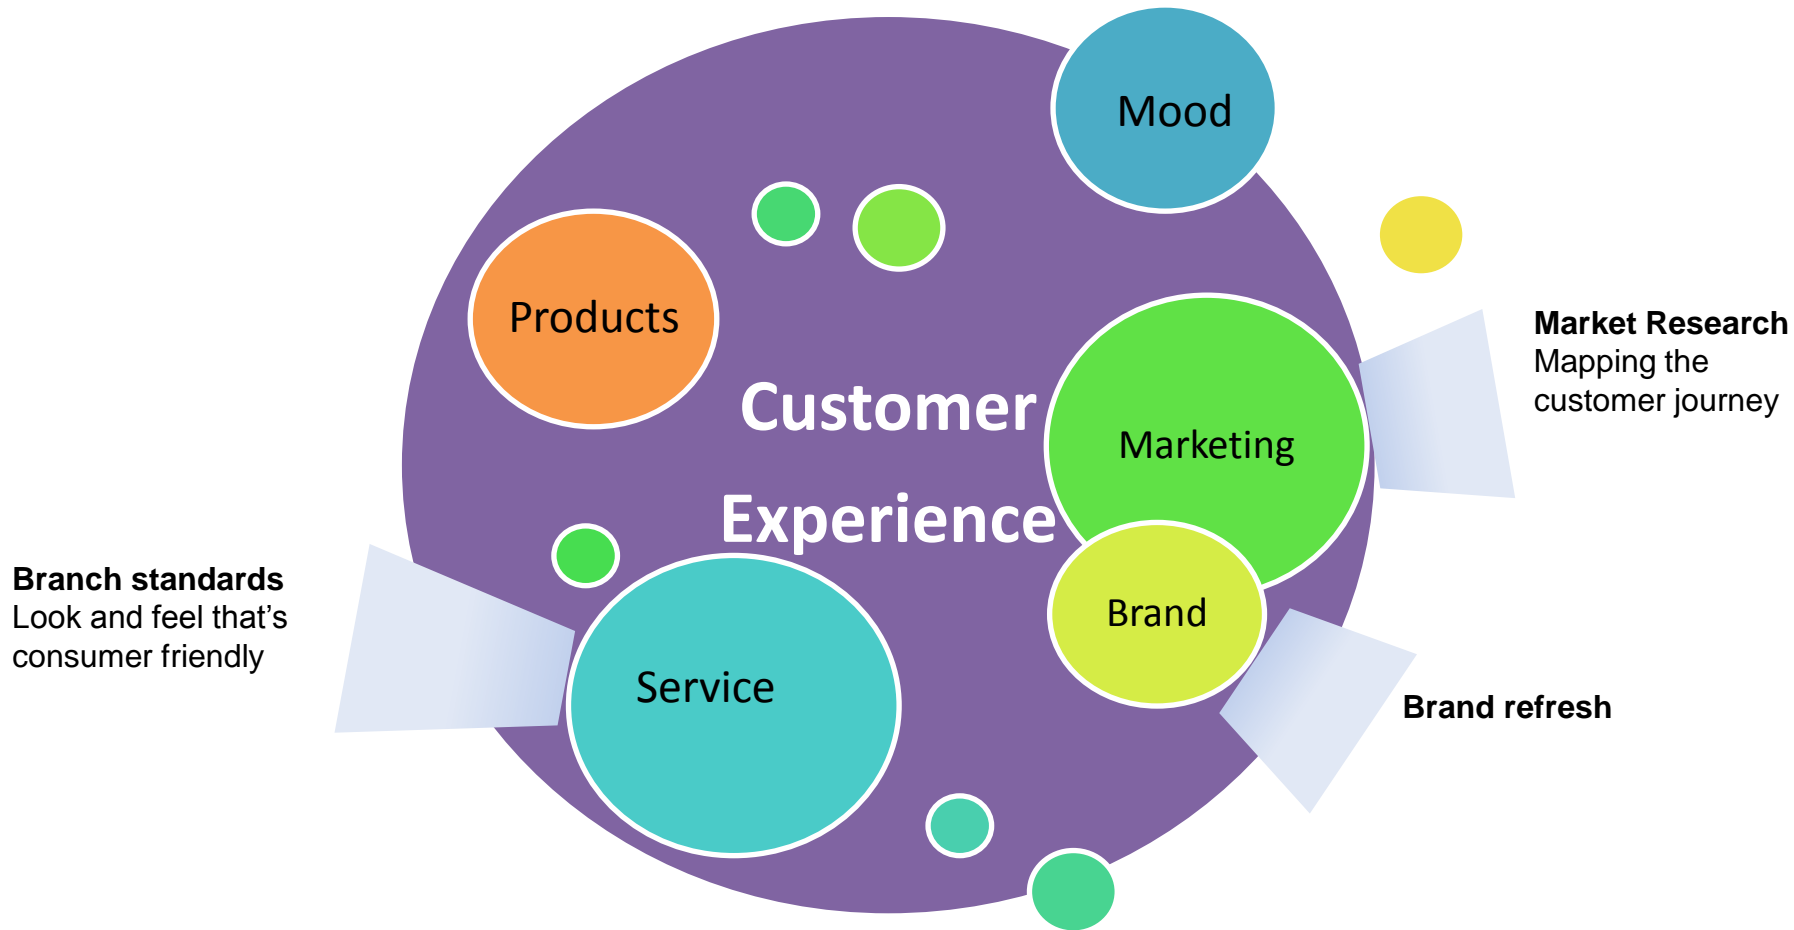 Mood
Products
Market Research
Mapping the
customer journey
Customer
Experience
Marketing
Branch standards
Look and feel that’s
consumer friendly
Brand
Service
Brand refresh